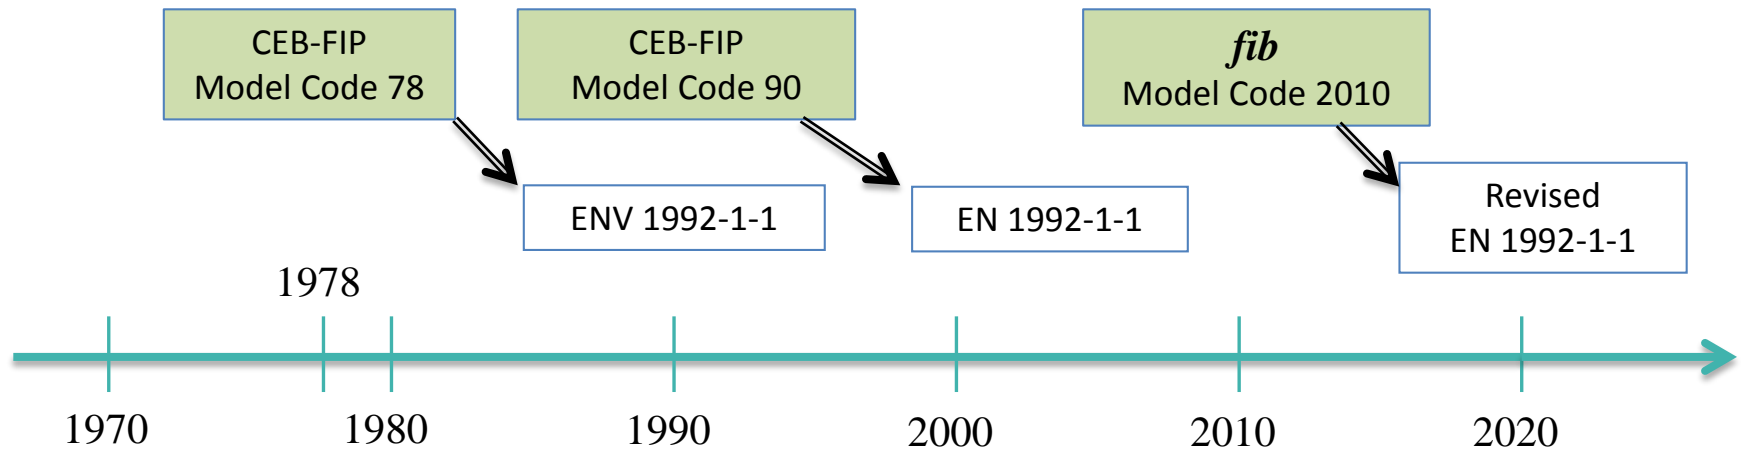 CEB-FIP
Model Code 78
CEB-FIP
Model Code 90
fib
Model Code 2010
ENV 1992-1-1
EN 1992-1-1
Revised
EN 1992-1-1
1978
1970
1980
1990
2000
2010
2020